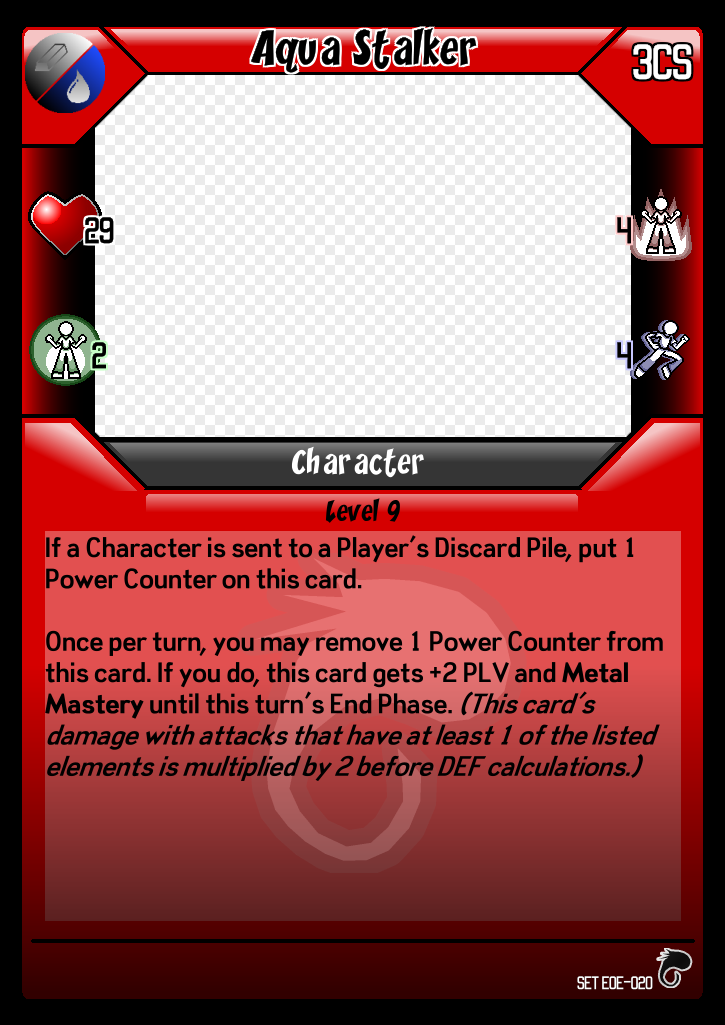 Aqua Stalker
3CS
29
4
2
4
Character
Level 9
If a Character is sent to a Player's Discard Pile, put 1
Power Counter on this card.
Once per turn, you may remove 1 Power Counter from
this card. If you do, this card gets +2 PLV and Metal
Mastery until this turn's End Phase. (This card's
damage with attacks that have at least 1 of the listed
elements is multiplied by 2 before DEF calculations.)
SET EOE-020